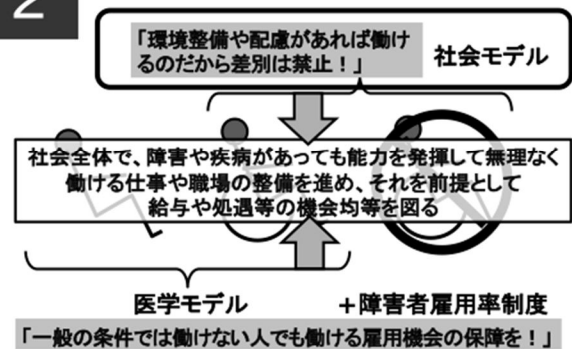 2
「環境整備や配慮があれば働け
るのだから差別は禁止！」
社会モデル
社会全体で、障害や疾病があっても能力を発揮して無理なく
働ける仕事や職場の整備を進め、それを前提として
給与や処遇等の機会均等を図る
医学モデル
+障害者雇用率制度
「一般の条件では働けない人でも働ける雇用機会の保障を！」